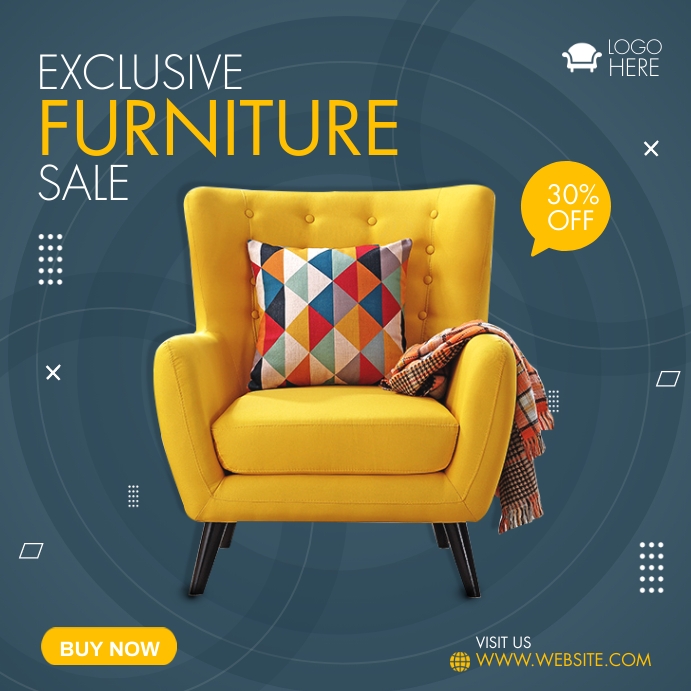 EXCLUSIVE
FURNITURE
SALE
LOGO
HERE
30%
OFF
BUY NOW
VISIT US
WWW.WEBSITE.COM